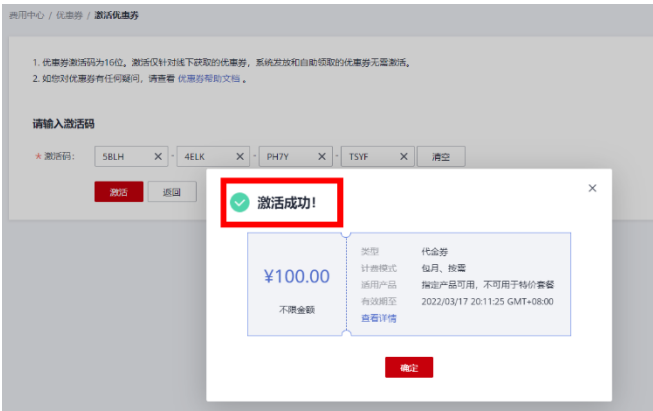 费用中心 / 优惠券 / 激活优惠券
1. 优惠券激活码为16位。激活仅针对线下获取的优惠券，系统发放和自助领取的优惠券无需激活。
2. 如您对优惠券有任何疑问，请查看 优惠券帮助文档 。
请输入激活码
* 激活码: 5BLH × - 4ELK × - PH7Y × - TSYF × 清空
激活 返回
激活成功! ×
¥100.00
不限金额
类型 代金券
计费模式 包月、按需
适用产品 指定产品可用，不可用于特价套餐
有效期至 2022/03/17 20:11:25 GMT+08:00
查看详情
确定